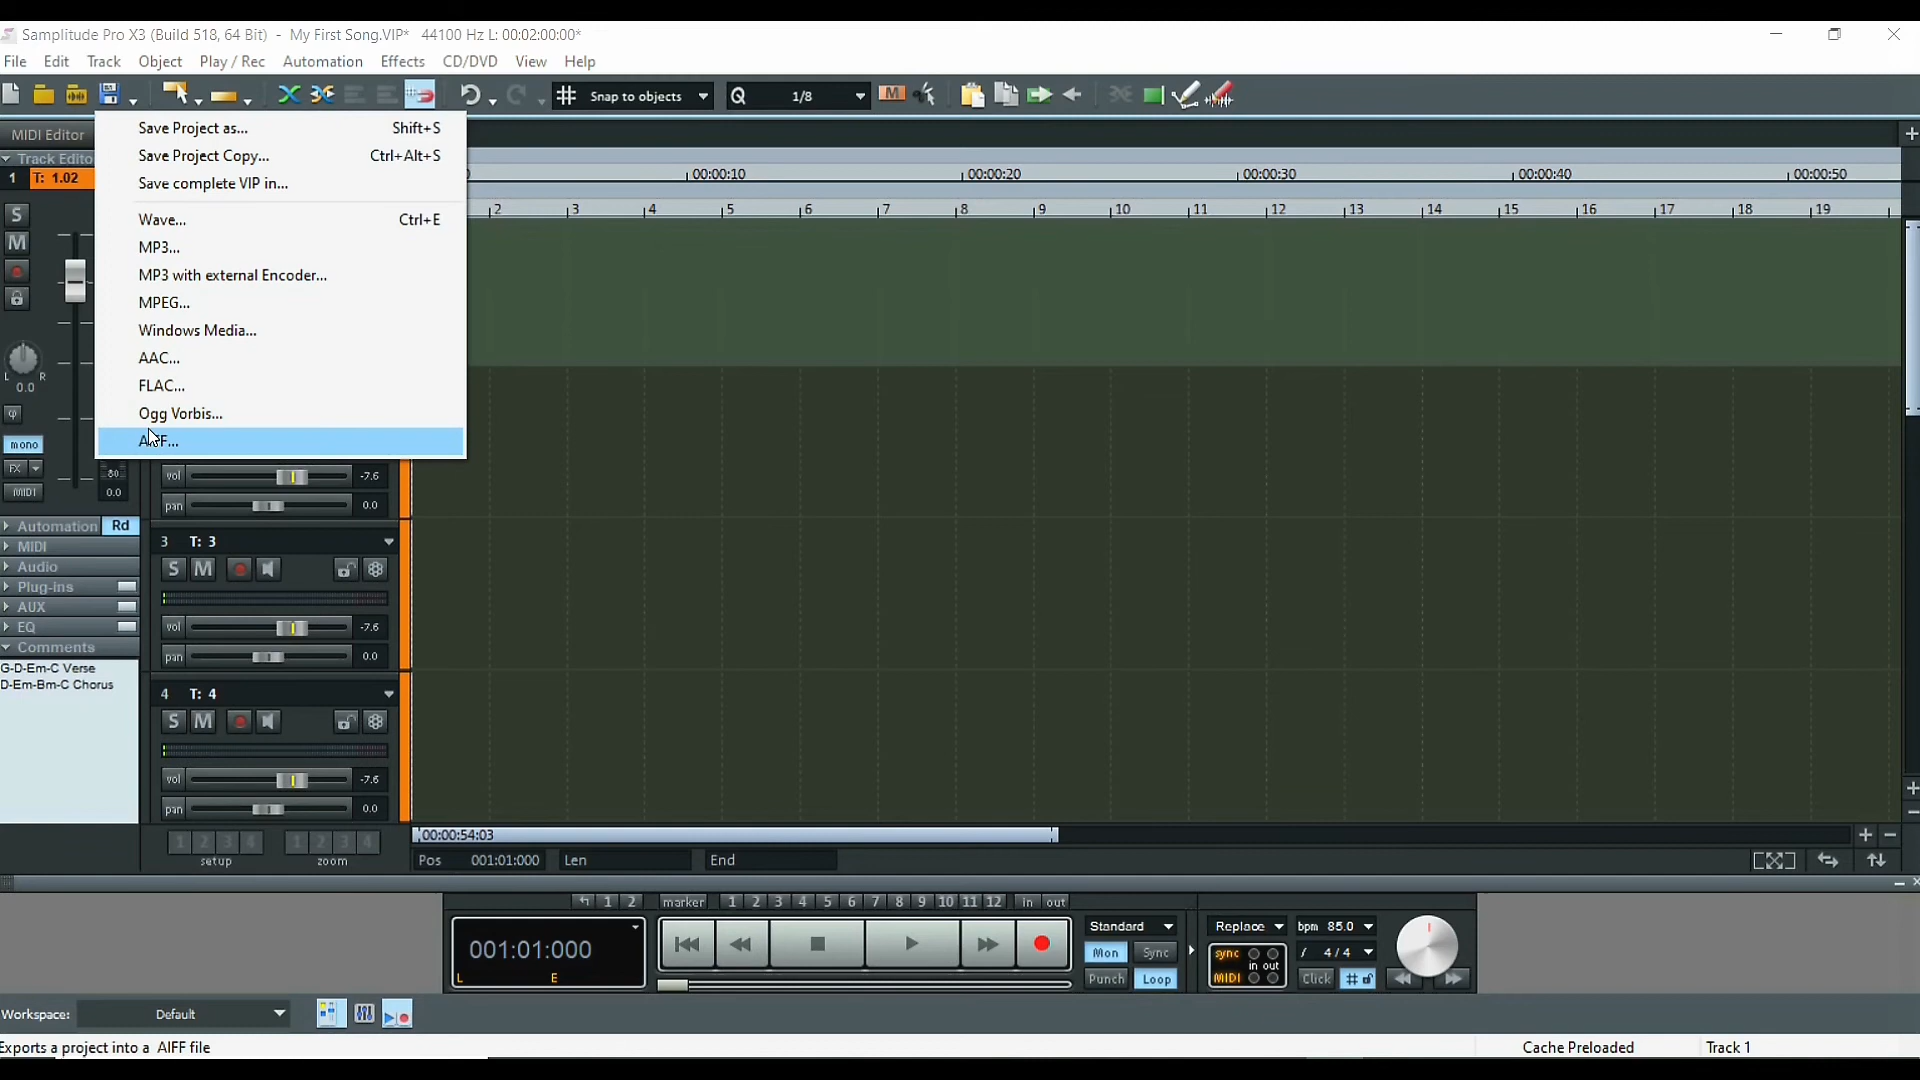 Samplitude Pro X3 (Build 518, 64 Bit) - My First Song.VIP* 44100 Hz L: 00:02:00:00*
File Edit Track Object Play / Rec Automation Effects CD/DVD View Help
Snap to objects Q 1/8 M
MIDI Editor
Track Edito
1 T: 1.02
Save Project as... Shift+S
Save Project Copy... Ctrl+Alt+S
Save complete VIP in...
Wave... Ctrl+E
MP3...
MP3 with external Encoder...
MPEG...
Windows Media...
AAC...
FLAC...
Ogg Vorbis...
00:00:10 00:00:20 00:00:30 00:00:40 00:00:50
2 3 4 5 6 7 8 9 10 11 12 13 14 15 16 17 18 19
S
M
L R
0.0
mono
FX
MIDI
80
0.0
vol -7.6
pan 0.0
Automation Rd
MIDI
Audio
Plug-ins
AUX
EQ
Comments
G-D-Em-C Verse
D-Em-Bm-C Chorus
3 T: 3
S M
vol -7.6
pan 0.0
4 T: 4
S M
vol -7.6
pan 0.0
1 2 3 4 1 2 3 4
setup zoom
00:00:54:03
Pos 001:01:000 Len End
1 2 marker 1 2 3 4 5 6 7 8 9 10 11 12 in out
001:01:000
L E
Standard
Mon Sync
Punch Loop
Replace bpm 85.0
sync in out MIDI
/ 4/4
Click #
Workspace: Default
Exports a project into a AIFF file
Cache Preloaded Track 1